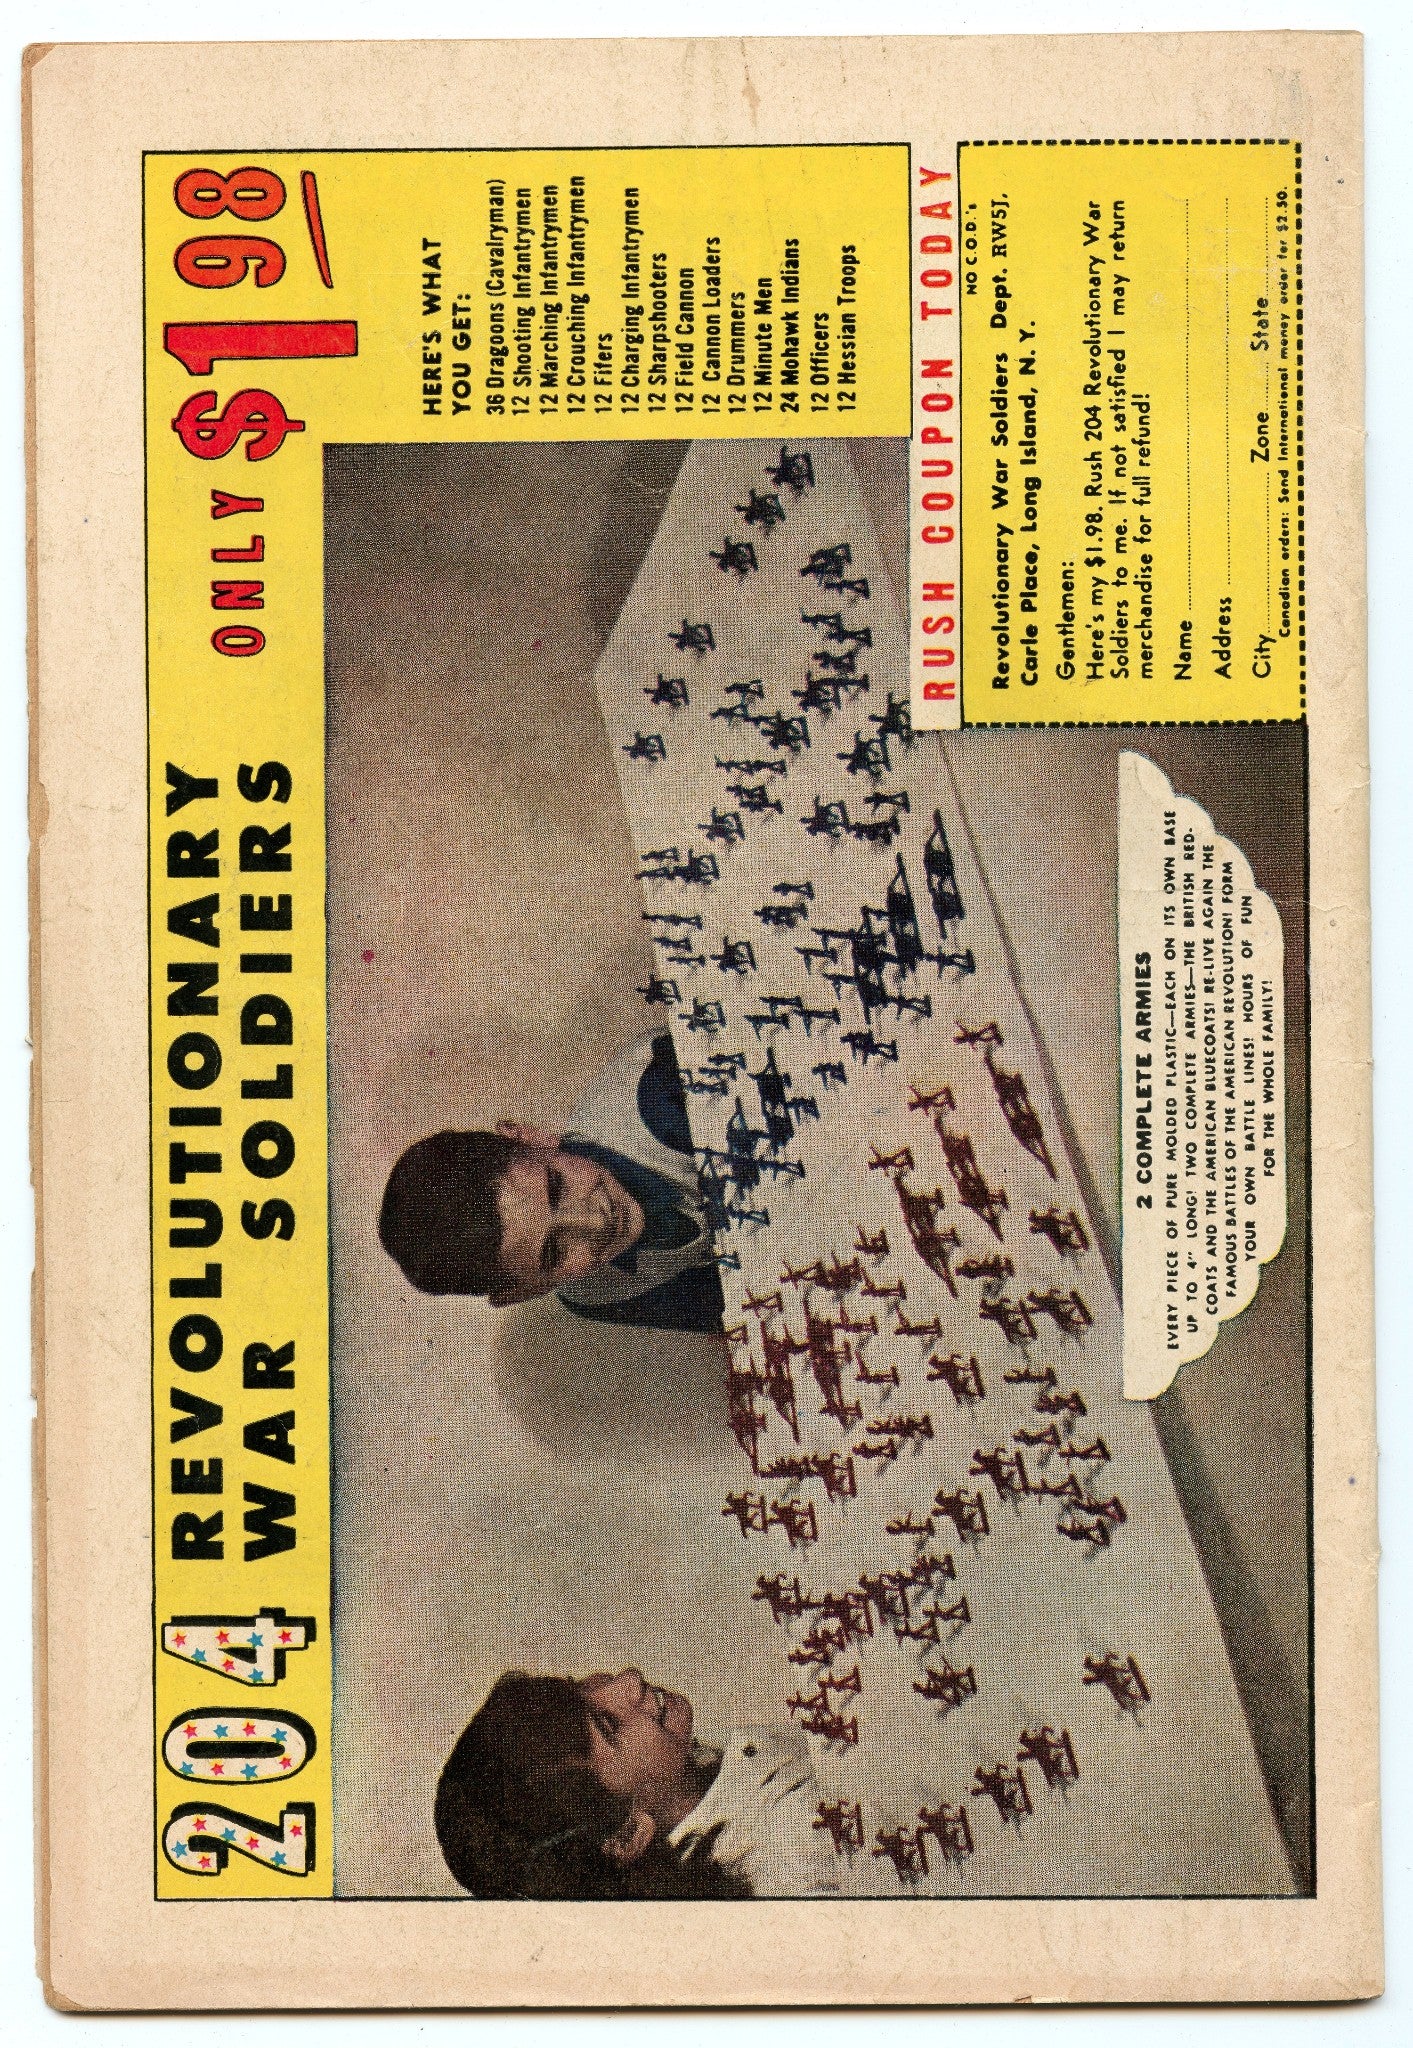 204 REVOLUTIONARY
WAR SOLDIERS ONLY $1 98
HERE'S WHAT
YOU GET:
36 Dragoons (Cavalryman)
12 Shooting Infantrymen
12 Marching Infantrymen
12 Crouching Infantrymen
12 Fifers
12 Charging Infantrymen
12 Sharpshooters
12 Field Cannon
12 Cannon Loaders
12 Drummers
12 Minute Men
24 Mohawk Indians
12 Officers
12 Hessian Troops
2 COMPLETE ARMIES
EVERY PIECE OF PURE MOLDED PLASTIC—EACH ON ITS OWN BASE
UP TO 4" LONG! TWO COMPLETE ARMIES—THE BRITISH RED-
COATS AND THE AMERICAN BLUECOATS! RE-LIVE AGAIN THE
FAMOUS BATTLES OF THE AMERICAN REVOLUTION! FORM
YOUR OWN BATTLE LINES! HOURS OF FUN
FOR THE WHOLE FAMILY!
RUSH COUPON TODAY
NO C.O.D.'s
Revolutionary War Soldiers Dept. RW5J,
Carle Place, Long Island, N. Y.
Gentlemen:
Here's my $1.98. Rush 204 Revolutionary War
Soldiers to me. If not satisfied I may return
merchandise for full refund!
Name
Address
City Zone State
Canadian orders: Send International money order for $2.50.